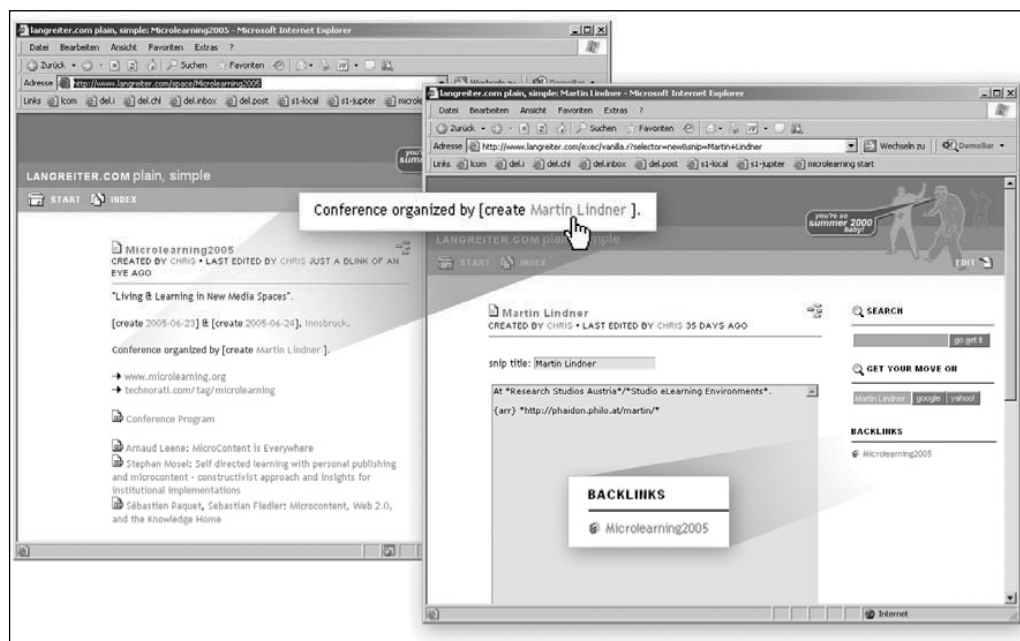 langreiter.com plain, simple: Microlearning2005 - Microsoft Internet Explorer
Datei Bearbeiten Ansicht Favoriten Extras ?
Zurück Suchen Favoriten
Adresse http://www.langreiter.com/space/Microlearning2005 Wechseln zu
Links lcom del.i del.chl del.inbox del.post s1-local s1-jupiter
LANGREITER.COM plain, simple
START INDEX
Microlearning2005
CREATED BY CHRIS • LAST EDITED BY CHRIS JUST A BLINK OF AN
EYE AGO
"Living & Learning in New Media Spaces".
[create 2005-06-23] & [create 2005-06-24], Innsbruck.
Conference organized by [create Martin Lindner ].
www.microlearning.org
technorati.com/tag/microlearning
Conference Program
Arnaud Leene: MicroContent is Everywhere
Stephan Mosel: Self directed learning with personal publishing
and microcontent - constructivist approach and insights for
institutional implementations
Sébastien Paquet, Sebastian Fiedler: Microcontent, Web 2.0,
and the Knowledge Home
Conference organized by [create Martin Lindner ].
langreiter.com plain, simple: Martin Lindner - Microsoft Internet Explorer
Datei Bearbeiten Ansicht Favoriten Extras ?
Zurück Suchen Favoriten
Adresse http://www.langreiter.com/exec/vanilla.r?selector=new&snip=Martin+Lindner Wechseln zu DomeBar
Links lcom del.i del.chl del.inbox del.post s1-local s1-jupiter microlearning start
you're so
summer 2000
baby!
LANGREITER.COM plain, simple
START INDEX EDIT
Martin Lindner
CREATED BY CHRIS • LAST EDITED BY CHRIS 35 DAYS AGO
snip title: Martin Lindner
At *Research Studios Austria*/*Studio eLearning Environments*.
{arr} *http://phaidon.philo.at/martin/*
SEARCH
go get it
GET YOUR MOVE ON
Martin Lindner google yahoo!
BACKLINKS
Microlearning2005
BACKLINKS
Microlearning2005
Internet